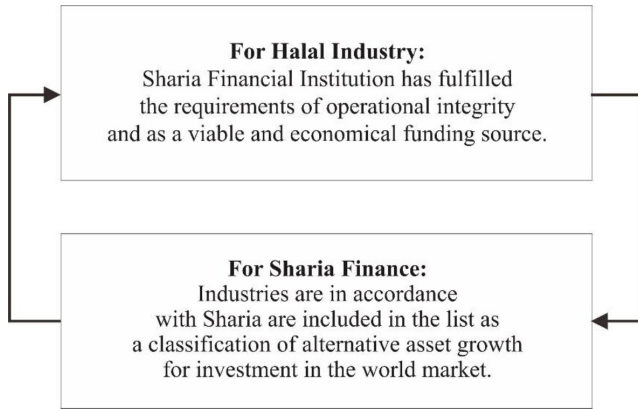 For Halal Industry:
Sharia Financial Institution has fulfilled
the requirements of operational integrity
and as a viable and economical funding source.
For Sharia Finance:
Industries are in accordance
with Sharia are included in the list as
a classification of alternative asset growth
for investment in the world market.